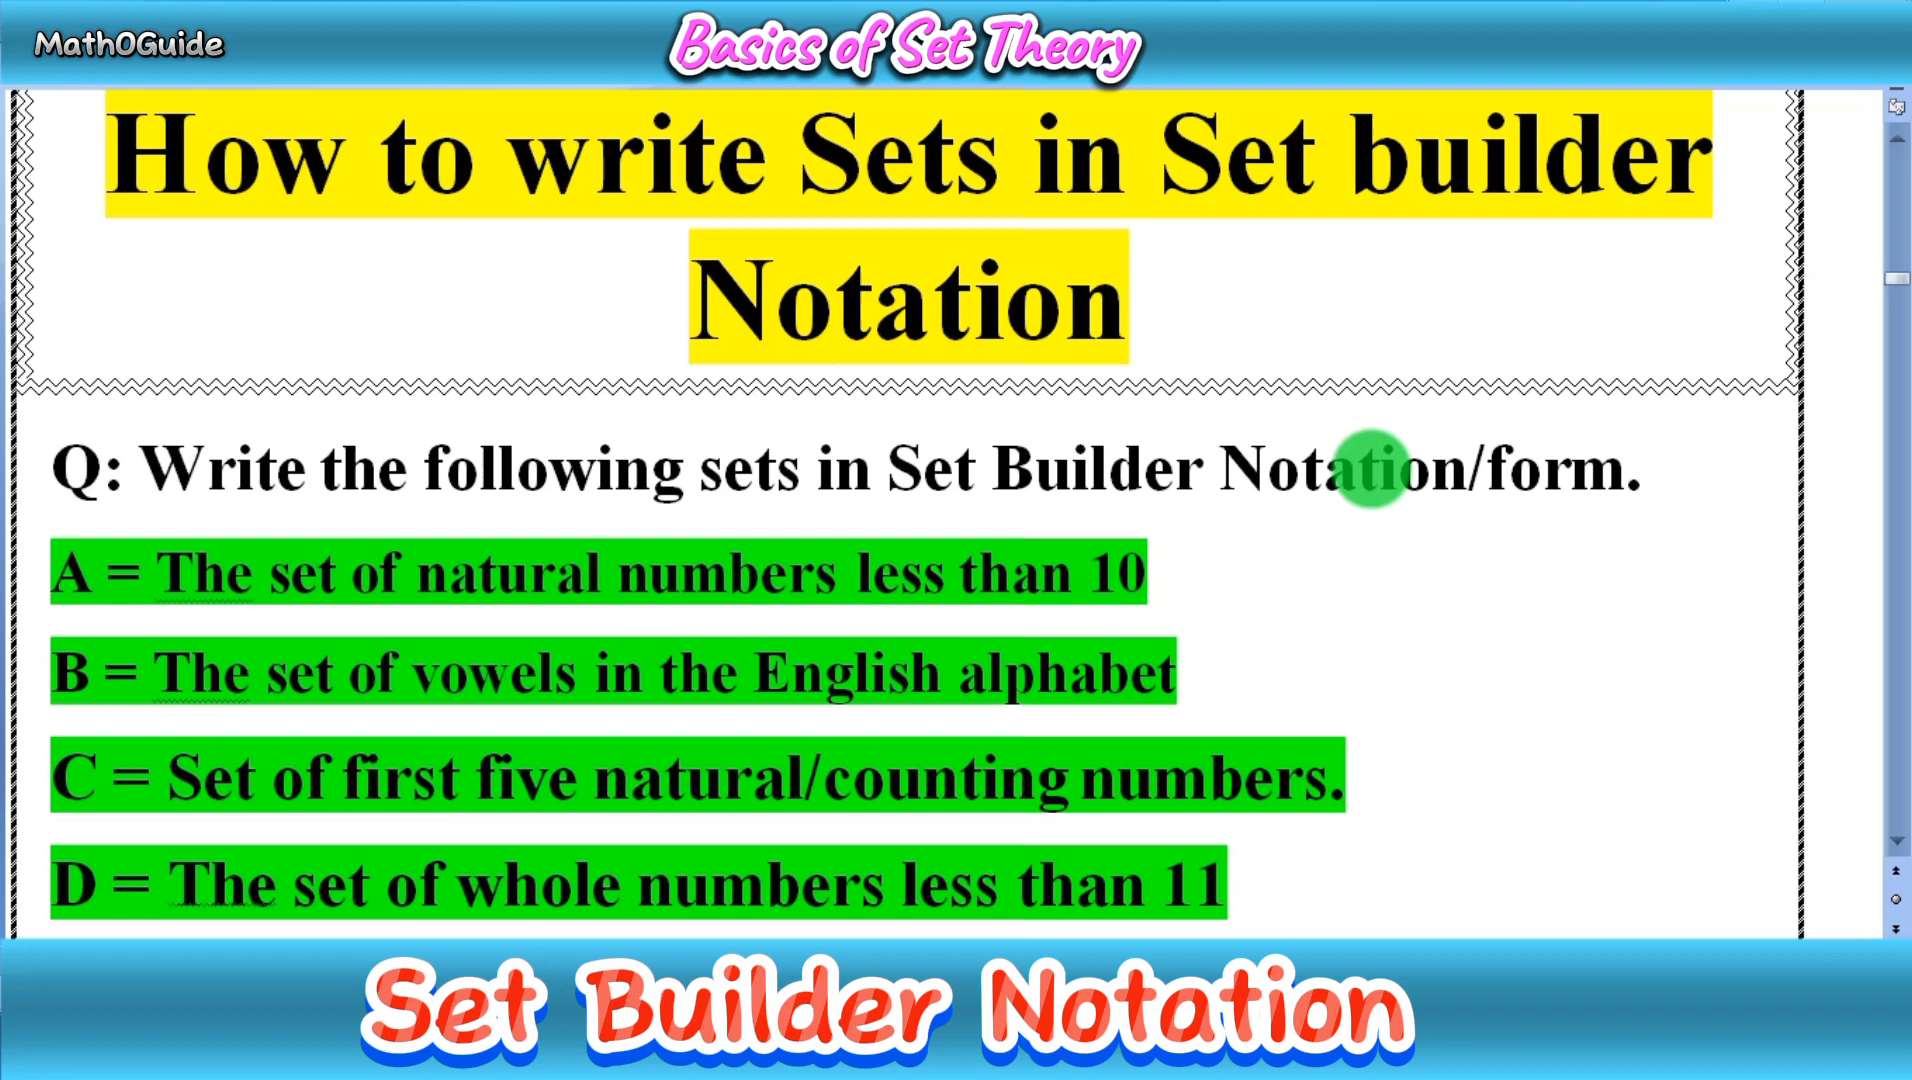 MathOGuide
Basics of Set Theory
How to write Sets in Set builder
Notation
Q: Write the following sets in Set Builder Notation/form.
A = The set of natural numbers less than 10
B = The set of vowels in the English alphabet
C = Set of first five natural/counting numbers.
D = The set of whole numbers less than 11
Set Builder Notation